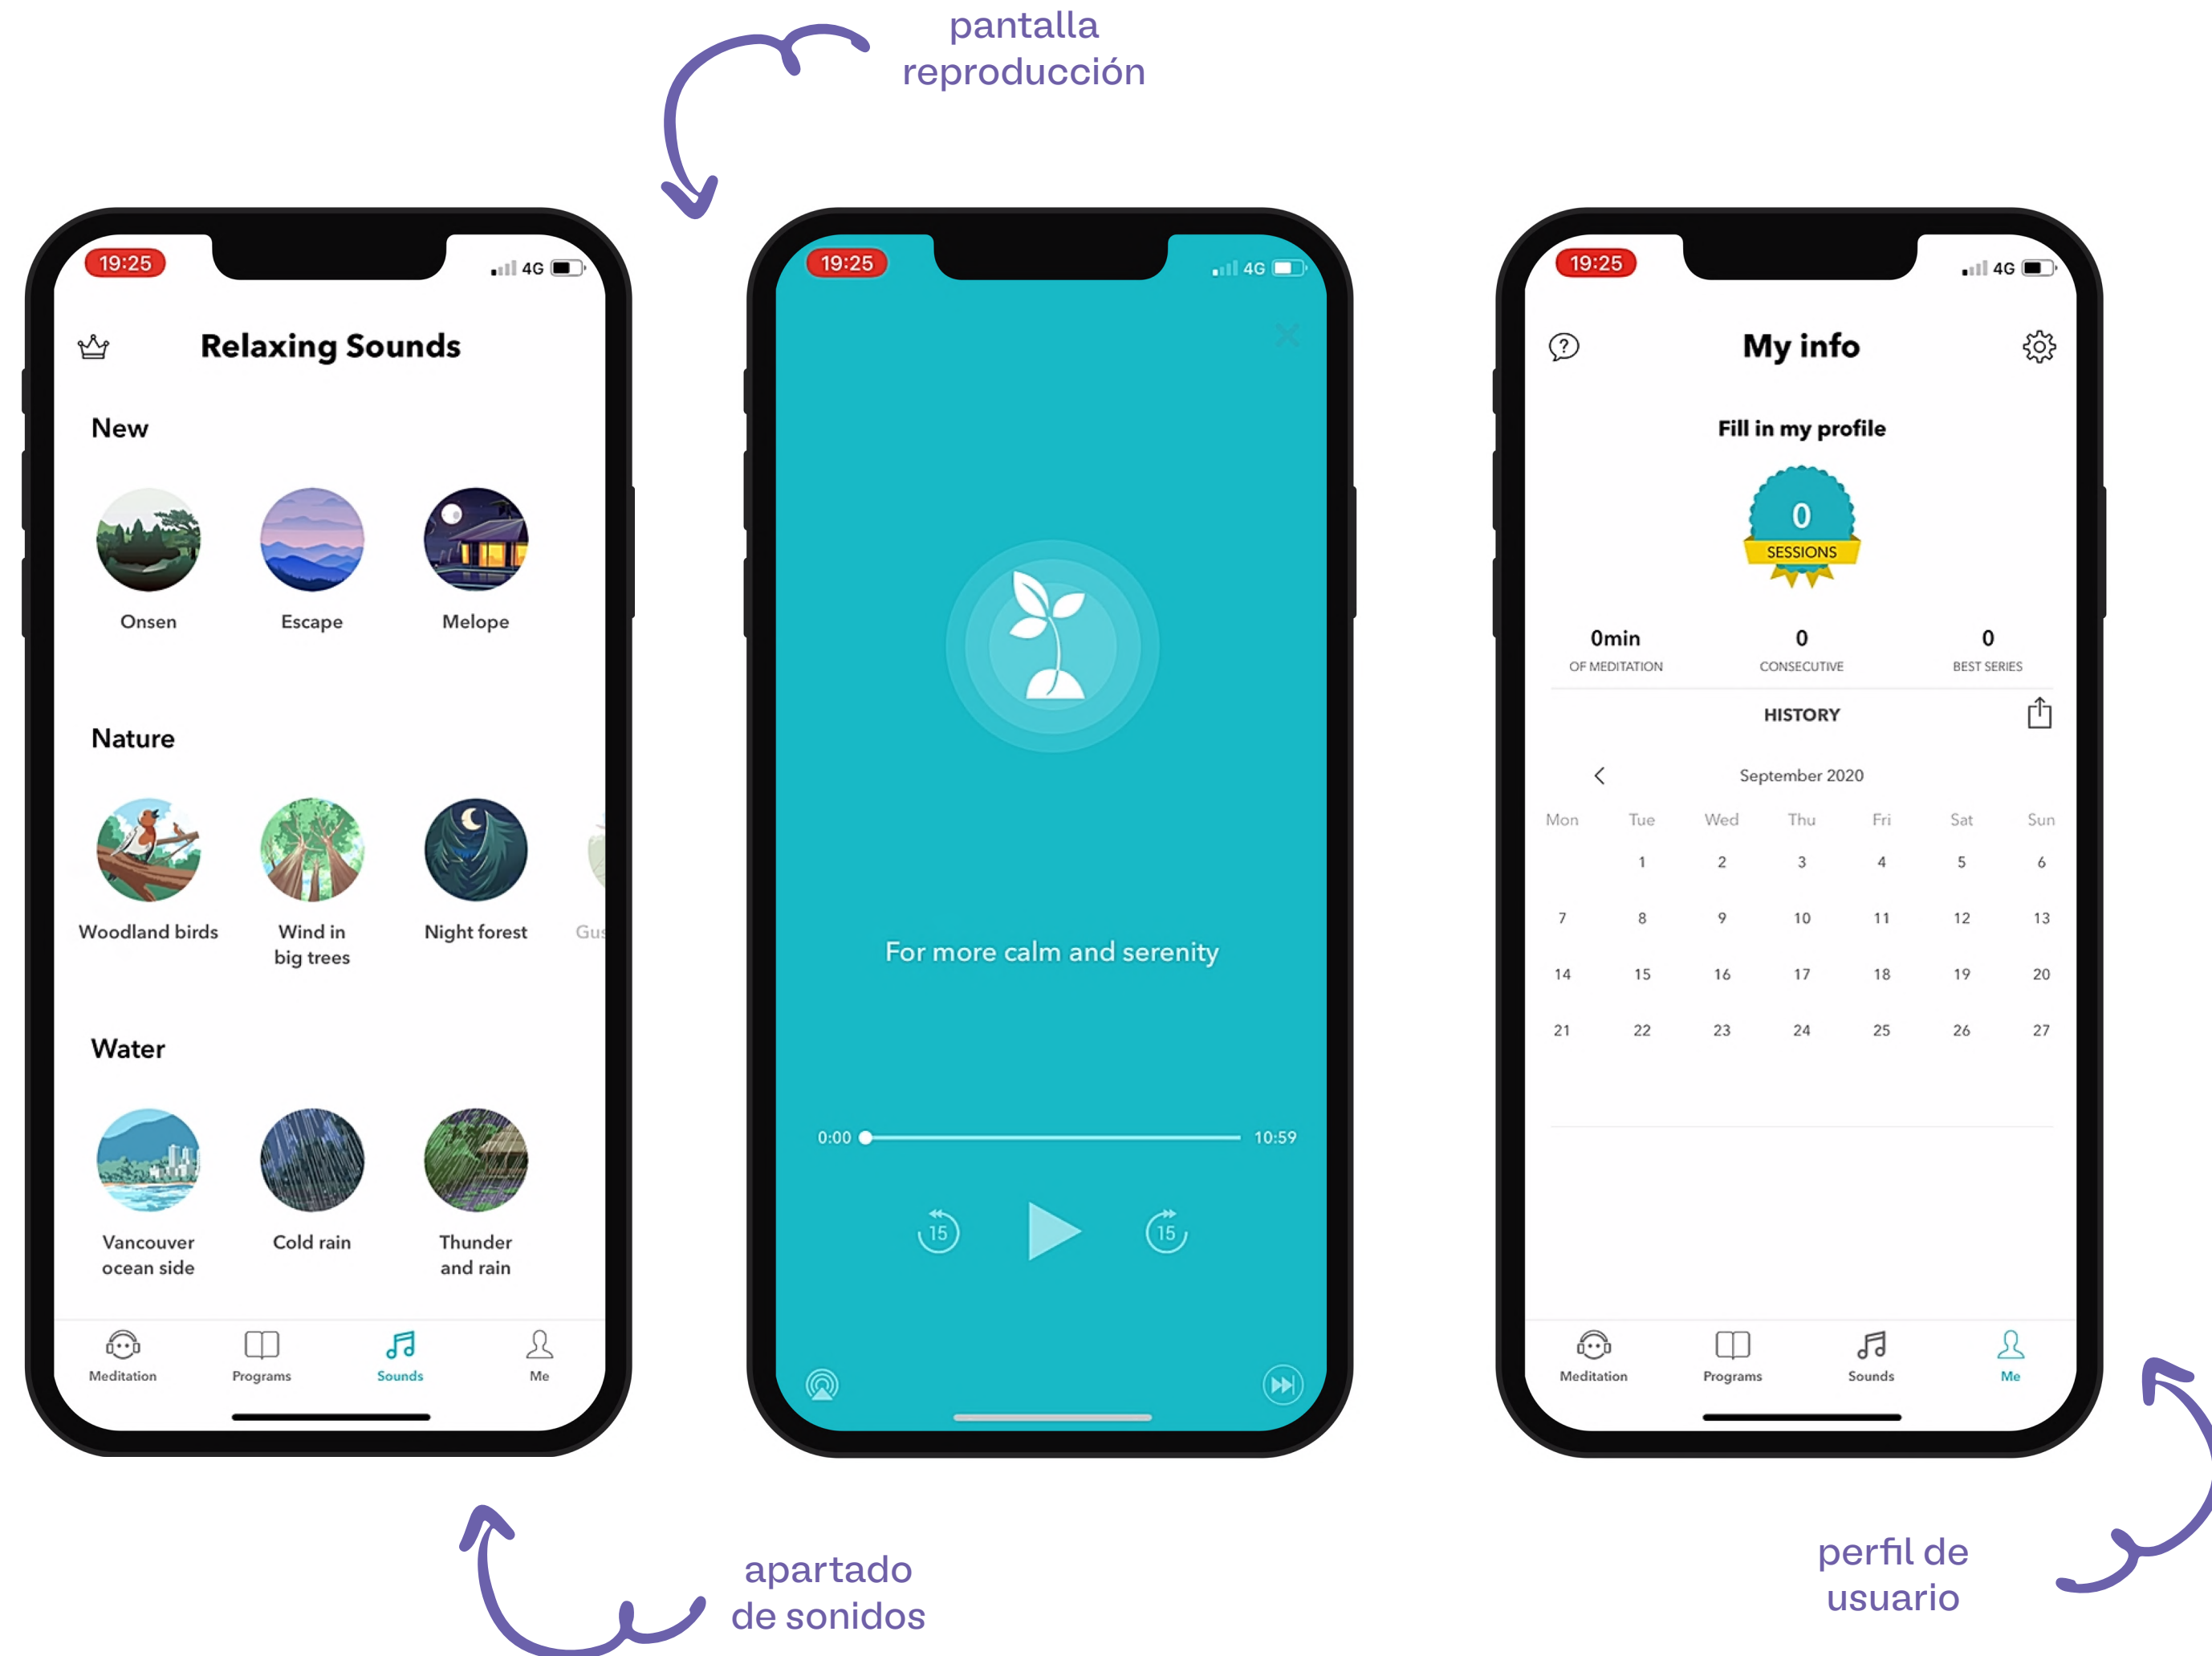 pantalla
reproducción
19:25
4G
Relaxing Sounds
New
Onsen Escape Melope
Nature
Woodland birds Wind in Night forest Gus
big trees
Water
Vancouver Cold rain Thunder
ocean side and rain
Meditation Programs Sounds Me
apartado
de sonidos
19:25
4G
For more calm and serenity
0:00 10:59
15 15
19:25
4G
?
My info
Fill in my profile
0
SESSIONS
0min 0 0
OF MEDITATION CONSECUTIVE BEST SERIES
HISTORY
September 2020
Mon Tue Wed Thu Fri Sat Sun
1 2 3 4 5 6
7 8 9 10 11 12 13
14 15 16 17 18 19 20
21 22 23 24 25 26 27
Meditation Programs Sounds Me
perfil de
usuario